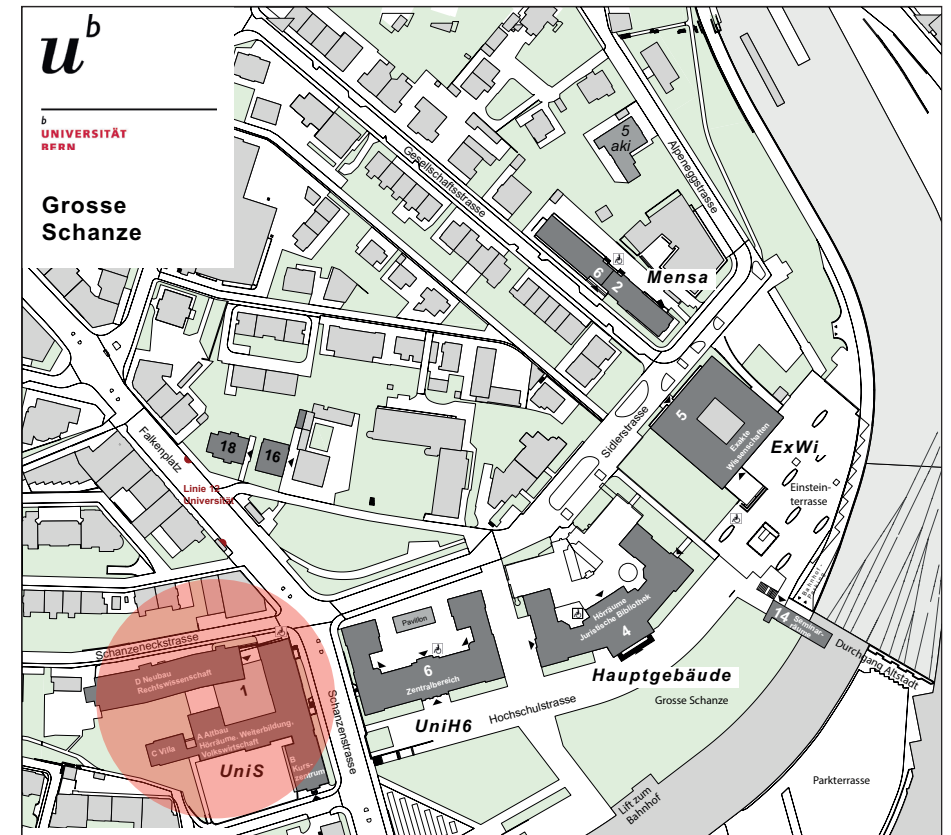 u
b
b
UNIVERSITÄT
BERN
Grosse
Schanze
5
aki
Alpeneggstrasse
Gesellschaftsstrasse
6
2
Mensa
Sidlerstrasse
5
Exakte
Wissenschaften
ExWi
Einstein-
terrasse
Falkenplatz
18
16
Linie 12
Universität
14
Seminar-
räume
Durchgang Altstadt
Hörräume
Juristische Bibliothek
4
Hauptgebäude
Grosse Schanze
Pavillon
6
Zentralbereich
UniH6
Hochschulstrasse
Schanzeneckstrasse
Schanzenstrasse
D Neubau
Rechtswissenschaft
1
A Altbau
Hörräume, Weiterbildung,
Volkswirtschaft
C Villa
B
Kurs-
zentrum
UniS
Lift zum
Bahnhof
Parkterrasse